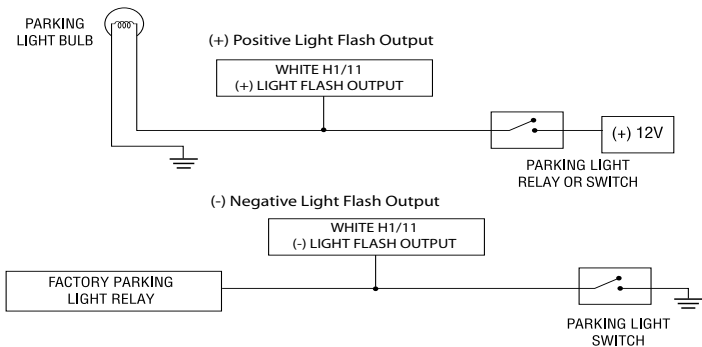 PARKING
LIGHT BULB
(+) Positive Light Flash Output
WHITE H1/11
(+) LIGHT FLASH OUTPUT
(+) 12V
PARKING LIGHT
RELAY OR SWITCH
(-) Negative Light Flash Output
WHITE H1/11
(-) LIGHT FLASH OUTPUT
FACTORY PARKING
LIGHT RELAY
PARKING LIGHT
SWITCH